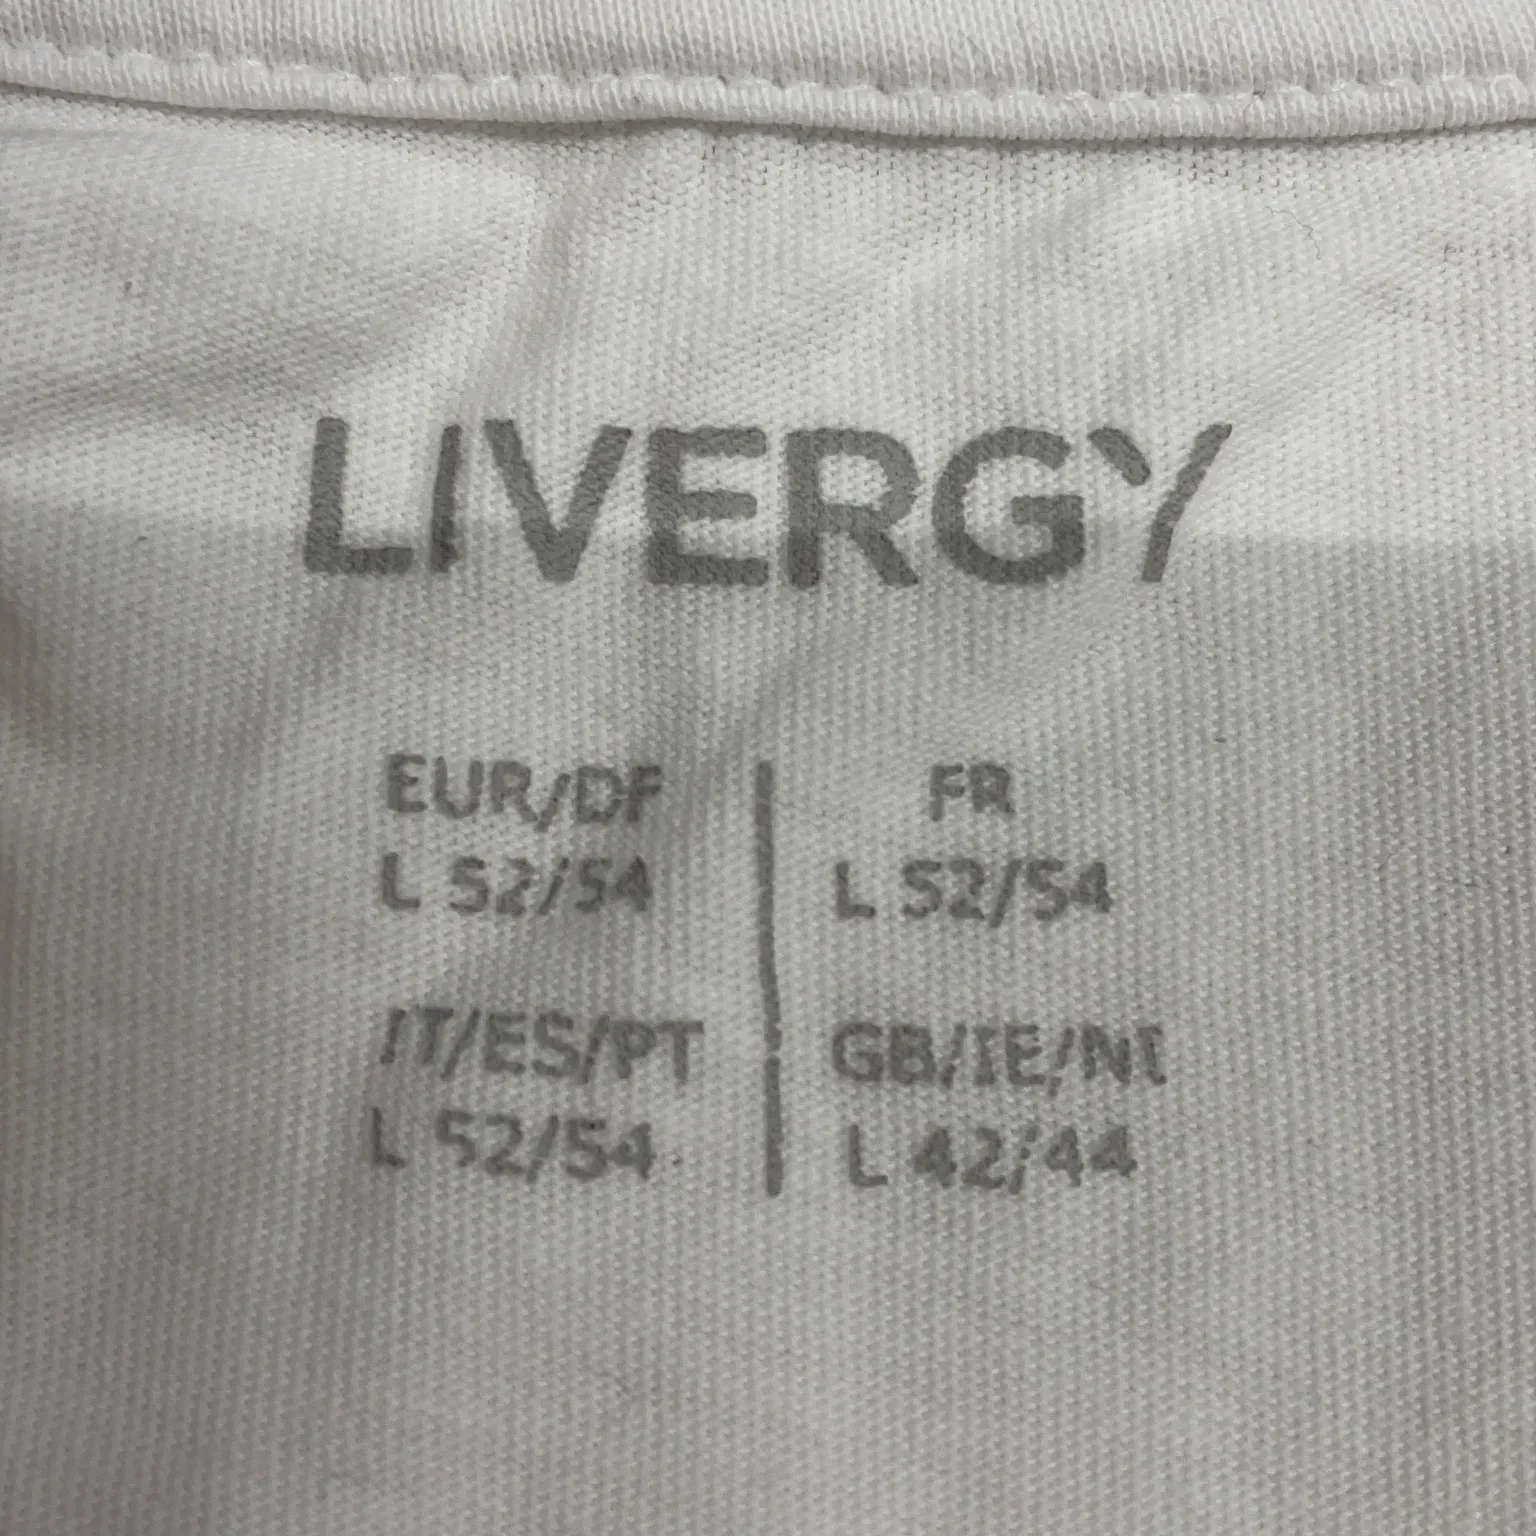 LIVERGY
EUR/DE
L 52/54
FR
L 52/54
IT/ES/PT
L 52/54
GB/IE/NI
L 42/44